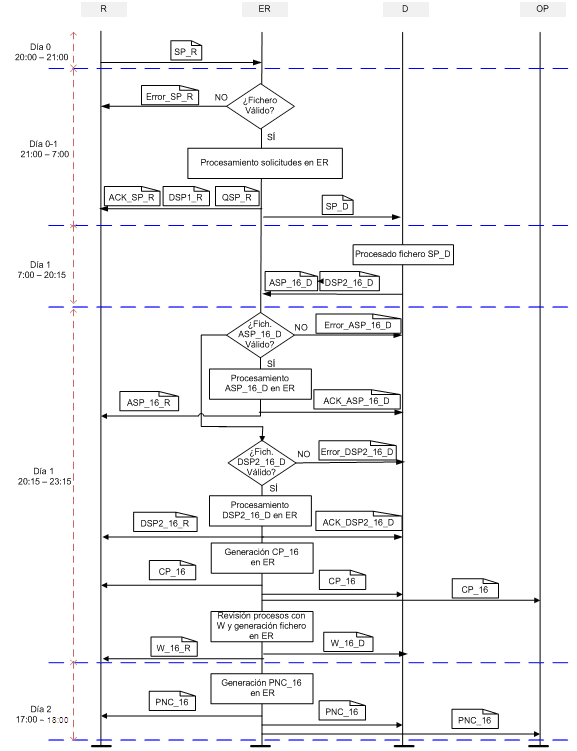 R
ER
D
OP
Día 0
20:00 – 21:00
SP_R
Error_SP_R
NO
¿Fichero
Válido?
SÍ
Día 0-1
21:00 – 7:00
Procesamiento solicitudes en ER
ACK_SP_R
DSP1_R
QSP_R
SP_D
Procesado fichero SP_D
Día 1
7:00 – 20:15
ASP_16_D
DSP2_16_D
¿Fich.
ASP_16_D
Válido?
NO
Error_ASP_16_D
SÍ
Procesamiento
ASP_16_D en ER
ASP_16_R
ACK_ASP_16_D
¿Fich.
DSP2_16_D
Válido?
NO
Error_DSP2_16_D
SÍ
Día 1
20:15 – 23:15
Procesamiento
DSP2_16_D en ER
DSP2_16_R
ACK_DSP2_16_D
Generación CP_16
en ER
CP_16
CP_16
CP_16
Revisión procesos con
W y generación fichero
en ER
W_16_R
W_16_D
Generación PNC_16
en ER
Día 2
17:00 – 18:00
PNC_16
PNC_16
PNC_16